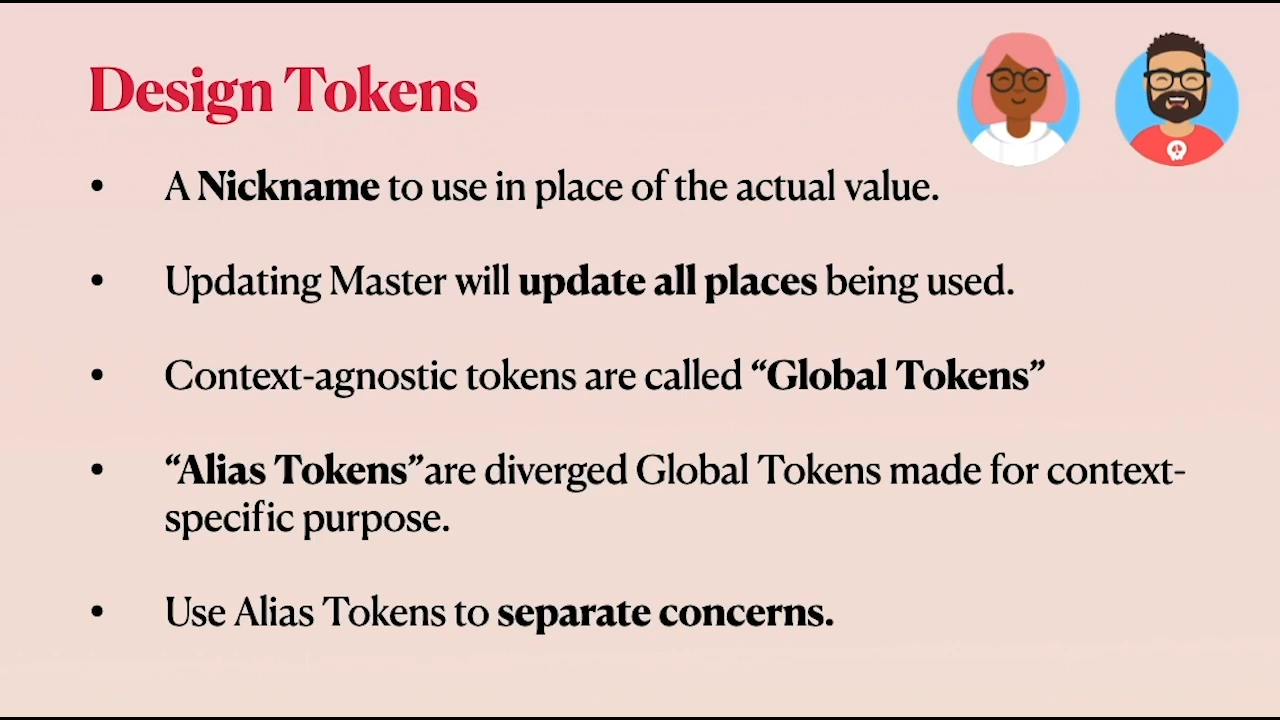 Design Tokens
• A Nickname to use in place of the actual value.
• Updating Master will update all places being used.
• Context-agnostic tokens are called “Global Tokens”
• “Alias Tokens”are diverged Global Tokens made for context-
specific purpose.
• Use Alias Tokens to separate concerns.